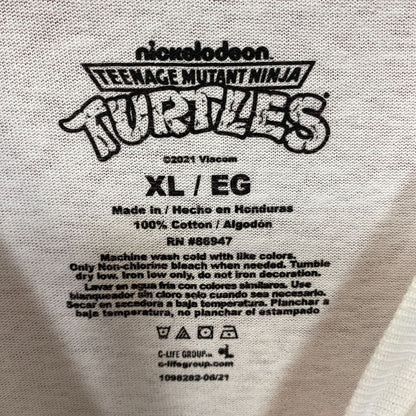 nickelodeon
TEENAGE MUTANT NINJA
TURTLES®
©2021 Viacom
XL / EG
Made in / Hecho en Honduras
100% Cotton / Algodón
RN #86947
Machine wash cold with like colors.
Only Non-chlorine bleach when needed. Tumble
dry low. Iron low only, do not iron decoration.
Lavar en agua fría con colores similares. Use
blanqueador sin cloro solo cuando sea necesario.
Secar en secadora a baja temperatura. Planchar a
baja temperatura, no planchar el estampado
C-LIFE GROUP
c-lifegroup.com
1098282-06/21